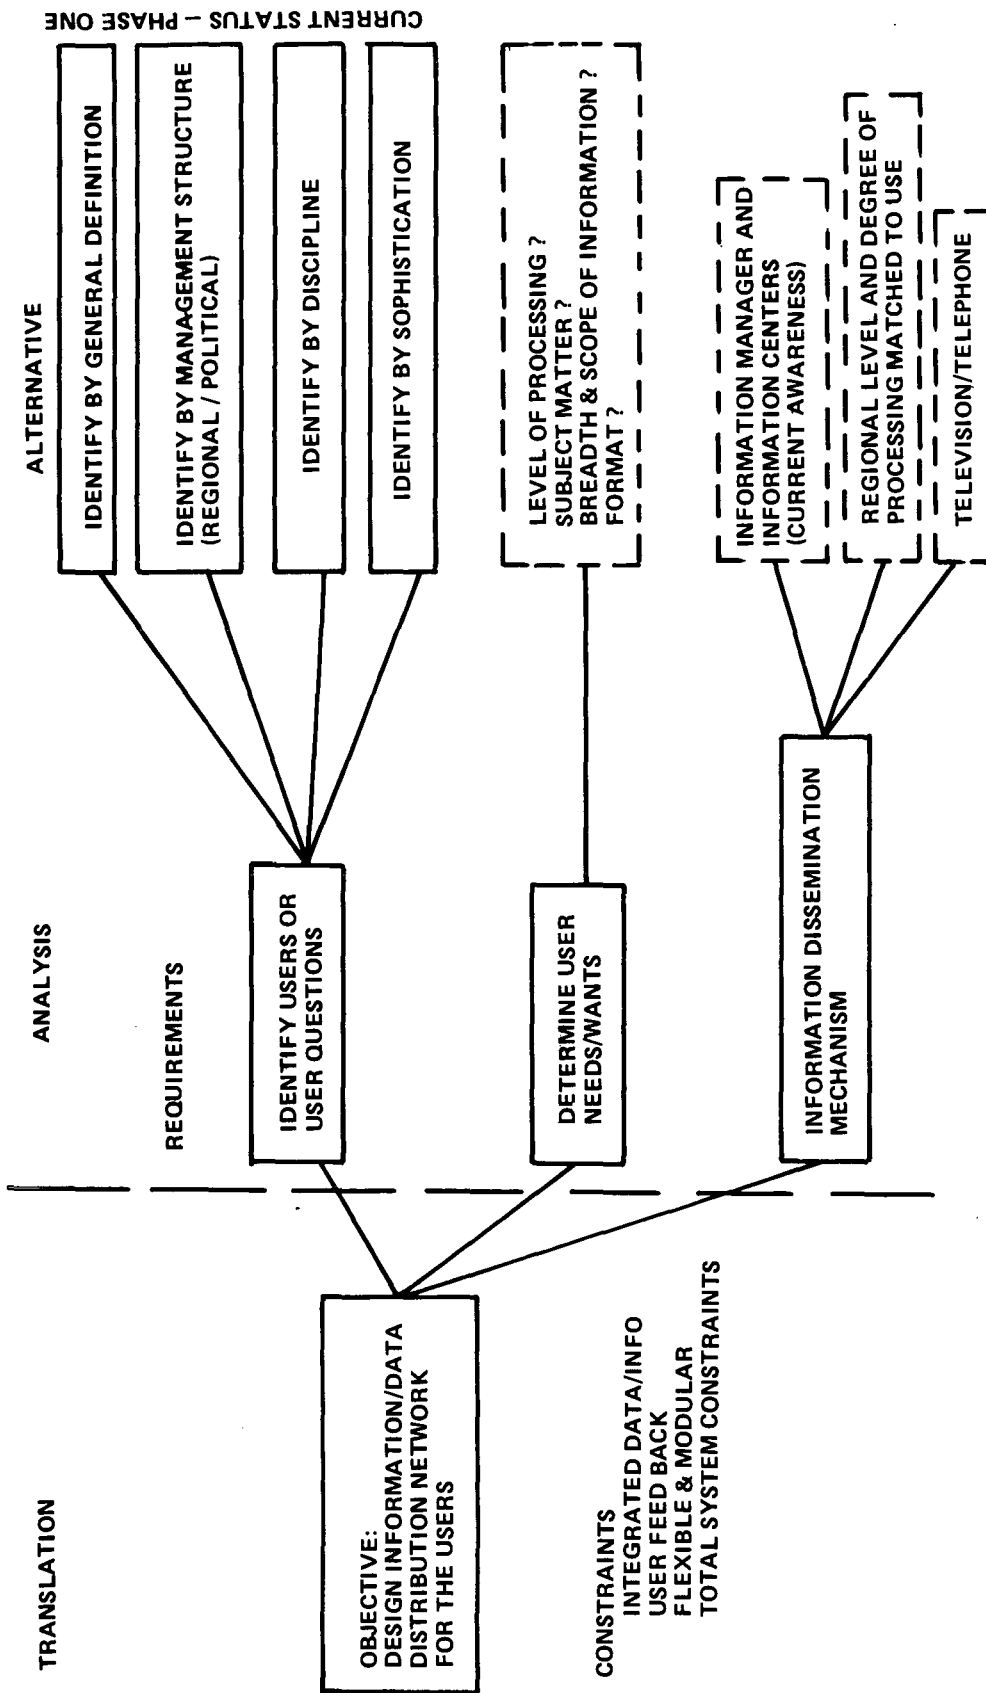 TRANSLATION
ANALYSIS
ALTERNATIVE
CURRENT STATUS – PHASE ONE
REQUIREMENTS
OBJECTIVE:
DESIGN INFORMATION/DATA
DISTRIBUTION NETWORK
FOR THE USERS
CONSTRAINTS
INTEGRATED DATA/INFO
USER FEED BACK
FLEXIBLE & MODULAR
TOTAL SYSTEM CONSTRAINTS
IDENTIFY USERS OR
USER QUESTIONS
DETERMINE USER
NEEDS/WANTS
INFORMATION DISSEMINATION
MECHANISM
IDENTIFY BY GENERAL DEFINITION
IDENTIFY BY MANAGEMENT STRUCTURE
(REGIONAL / POLITICAL)
IDENTIFY BY DISCIPLINE
IDENTIFY BY SOPHISTICATION
LEVEL OF PROCESSING ?
SUBJECT MATTER ?
BREADTH & SCOPE OF INFORMATION ?
FORMAT ?
INFORMATION MANAGER AND
INFORMATION CENTERS
(CURRENT AWARENESS)
REGIONAL LEVEL AND DEGREE OF
PROCESSING MATCHED TO USE
TELEVISION/TELEPHONE